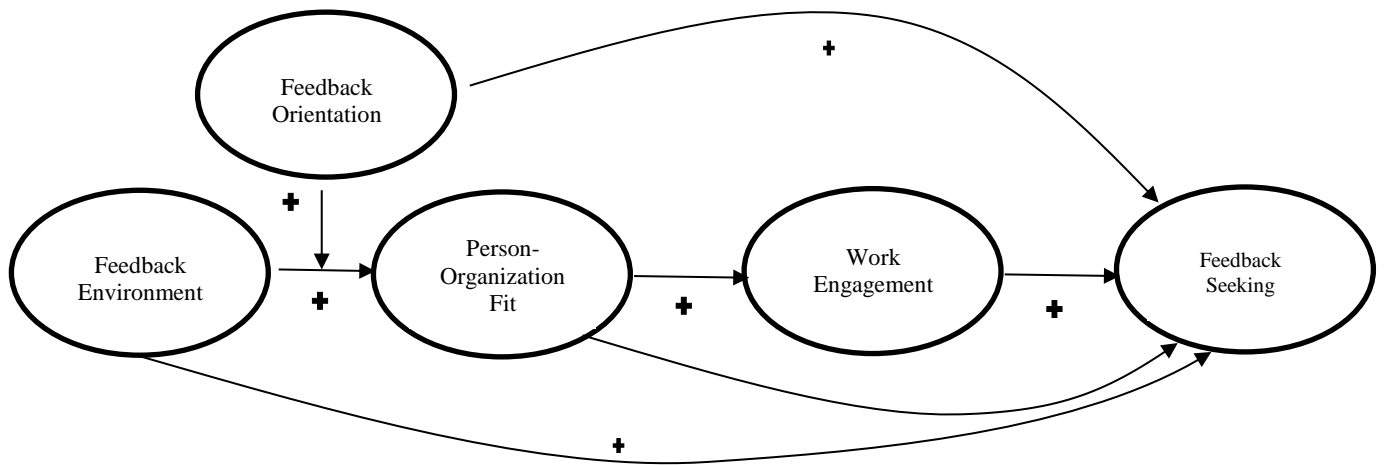 Feedback
Orientation
+
+
Feedback
Environment
+
Person-
Organization
Fit
+
Work
Engagement
+
Feedback
Seeking
+